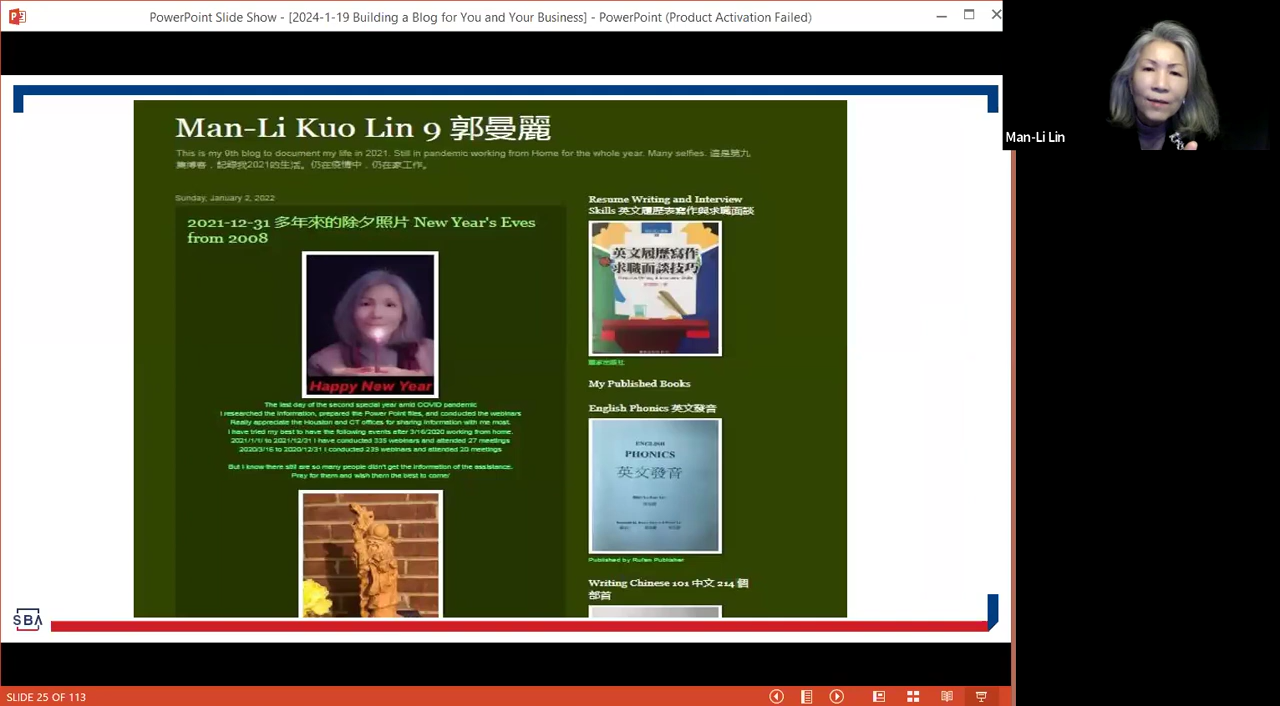 PowerPoint Slide Show - [2024-1-19 Building a Blog for You and Your Business] - PowerPoint (Product Activation Failed)
Man-Li Lin
Man-Li Kuo Lin 9 郭曼麗
This is my 9th blog to document my life in 2021. Still in pandemic working from Home for the whole year. Many selfies. 這是第九
集博客，記錄我2021的生活。仍在疫情中，仍在家工作。
Sunday, January 2, 2022
2021-12-31 多年來的除夕照片 New Year's Eves
from 2008
Happy New Year
The last day of the second special year amid COVID pandemic
I researched the information, prepared the Power Point files, and conducted the webinars
Really appreciate the Houston and CT offices for sharing information with me most.
I have tried my best to have the following events after 3/16/2020 working from home.
2021/1/1/ to 2021/12/31 I have conducted 335 webinars and attended 27 meetings
2020/3/16 to 2020/12/31 I conducted 239 webinars and attended 20 meetings
But I know there still are so many people didn't get the information of the assistance.
Pray for them and wish them the best to come/
Resume Writing and Interview
Skills 英文履歷表寫作與求職面談
英文履歷寫作
求職面談技巧
My Published Books
English Phonics 英文發音
ENGLISH
PHONICS
英文發音
Published by Ruifan Publisher
Writing Chinese 101 中文 214 個
部首
SBA
SLIDE 25 OF 113